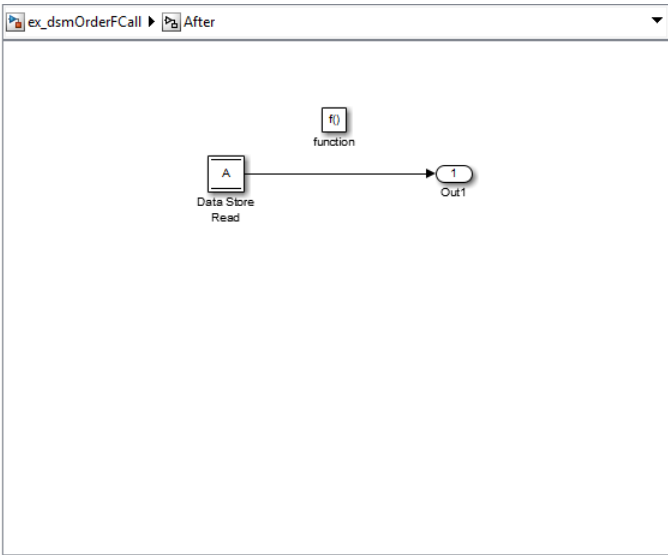 ex_dsmOrderFCall After
f()
function
A
Data Store
Read
1
Out1